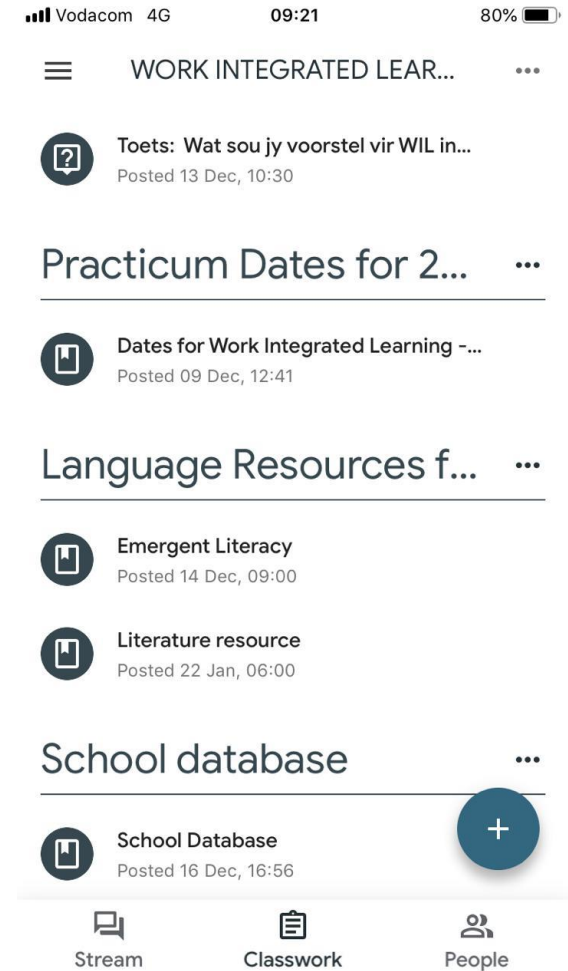 Vodacom 4G 09:21 80%
WORK INTEGRATED LEAR...
Toets: Wat sou jy voorstel vir WIL in...
Posted 13 Dec, 10:30
Practicum Dates for 2...
Dates for Work Integrated Learning -...
Posted 09 Dec, 12:41
Language Resources f...
Emergent Literacy
Posted 14 Dec, 09:00
Literature resource
Posted 22 Jan, 06:00
School database
School Database
Posted 16 Dec, 16:56
Stream Classwork People